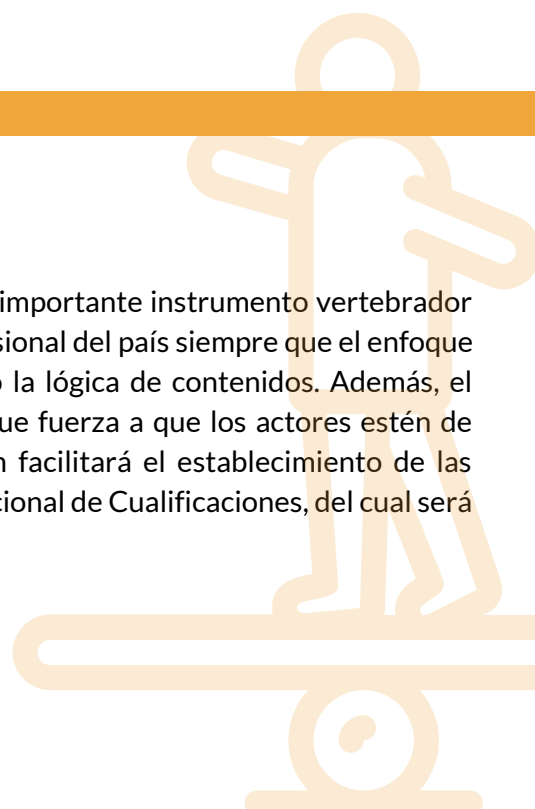 importante instrumento vertebrador
sional del país siempre que el enfoque
la lógica de contenidos. Además, el
ue fuerza a que los actores estén de
facilitará el establecimiento de las
cional de Cualificaciones, del cual será